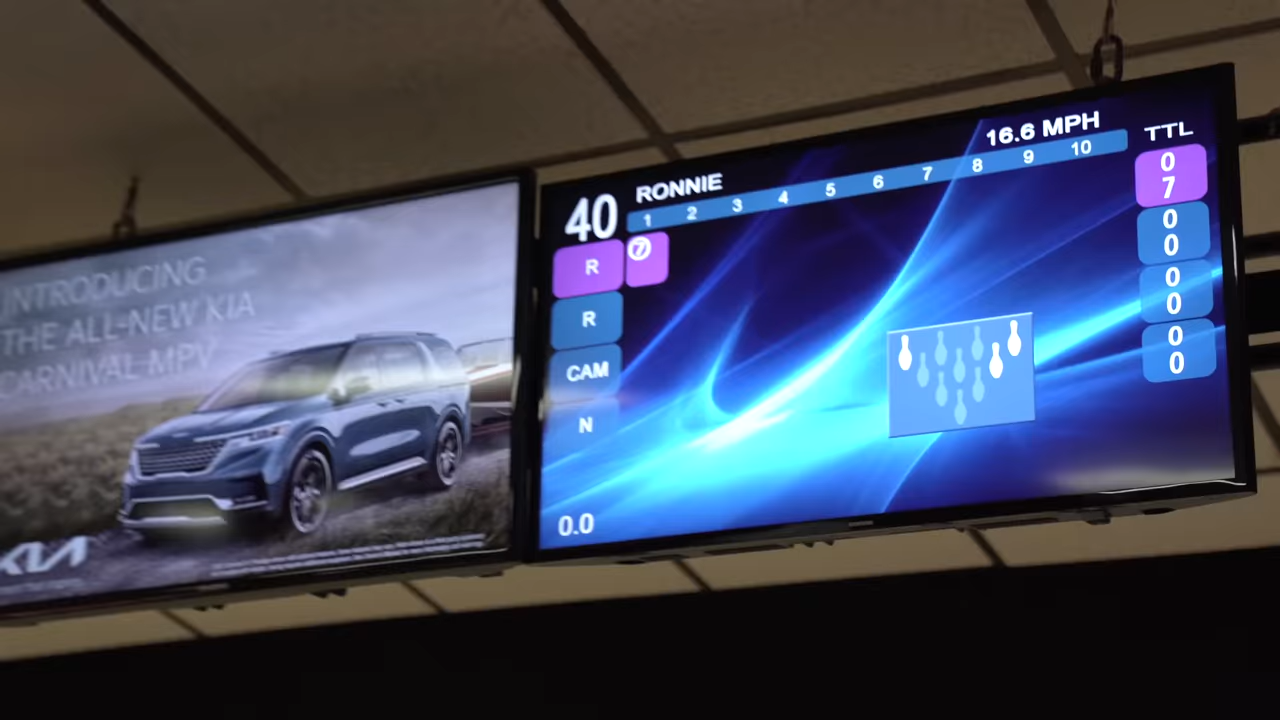 INTRODUCING
THE ALL-NEW KIA
CARNIVAL MPV
KIA
40
RONNIE
16.6 MPH
TTL
1 2 3 4 5 6 7 8 9 10
R
7
0
7
R
0
0
CAM
0
0
N
0
0
0.0